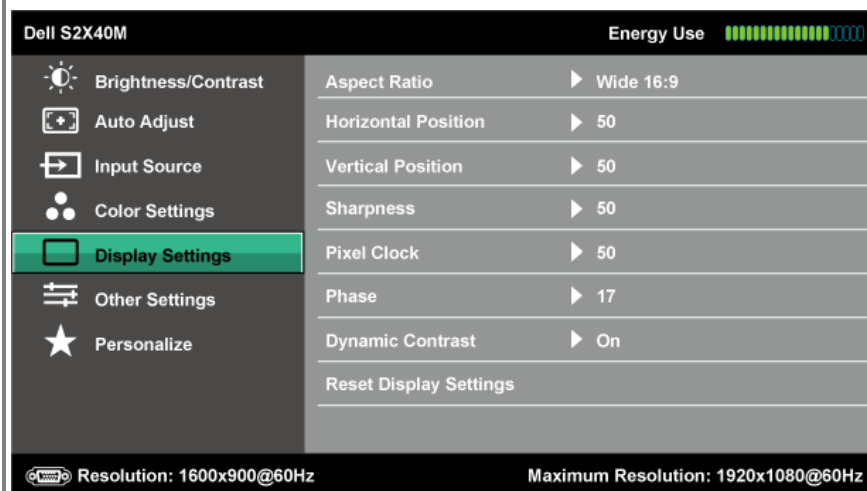 Dell S2X40M Energy Use
Brightness/Contrast Aspect Ratio Wide 16:9
Auto Adjust Horizontal Position 50
Input Source Vertical Position 50
Color Settings Sharpness 50
Display Settings Pixel Clock 50
Other Settings Phase 17
Personalize Dynamic Contrast On
Reset Display Settings
Resolution: 1600x900@60Hz Maximum Resolution: 1920x1080@60Hz